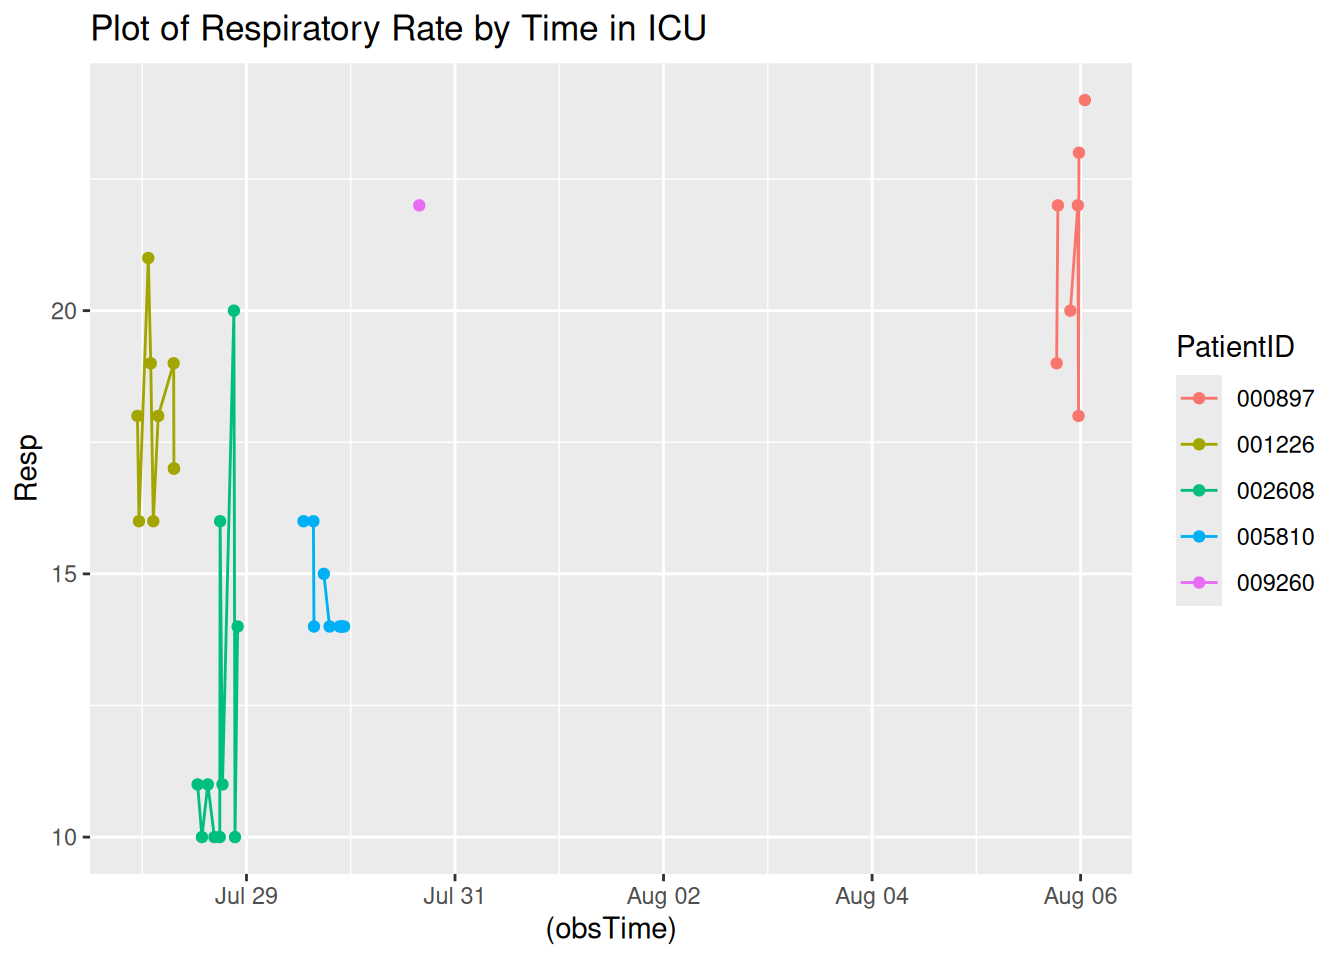 Plot of Respiratory Rate by Time in ICU
Resp
20
15
10
Jul 29
Jul 31
Aug 02
Aug 04
Aug 06
(obsTime)
PatientID
000897
001226
002608
005810
009260